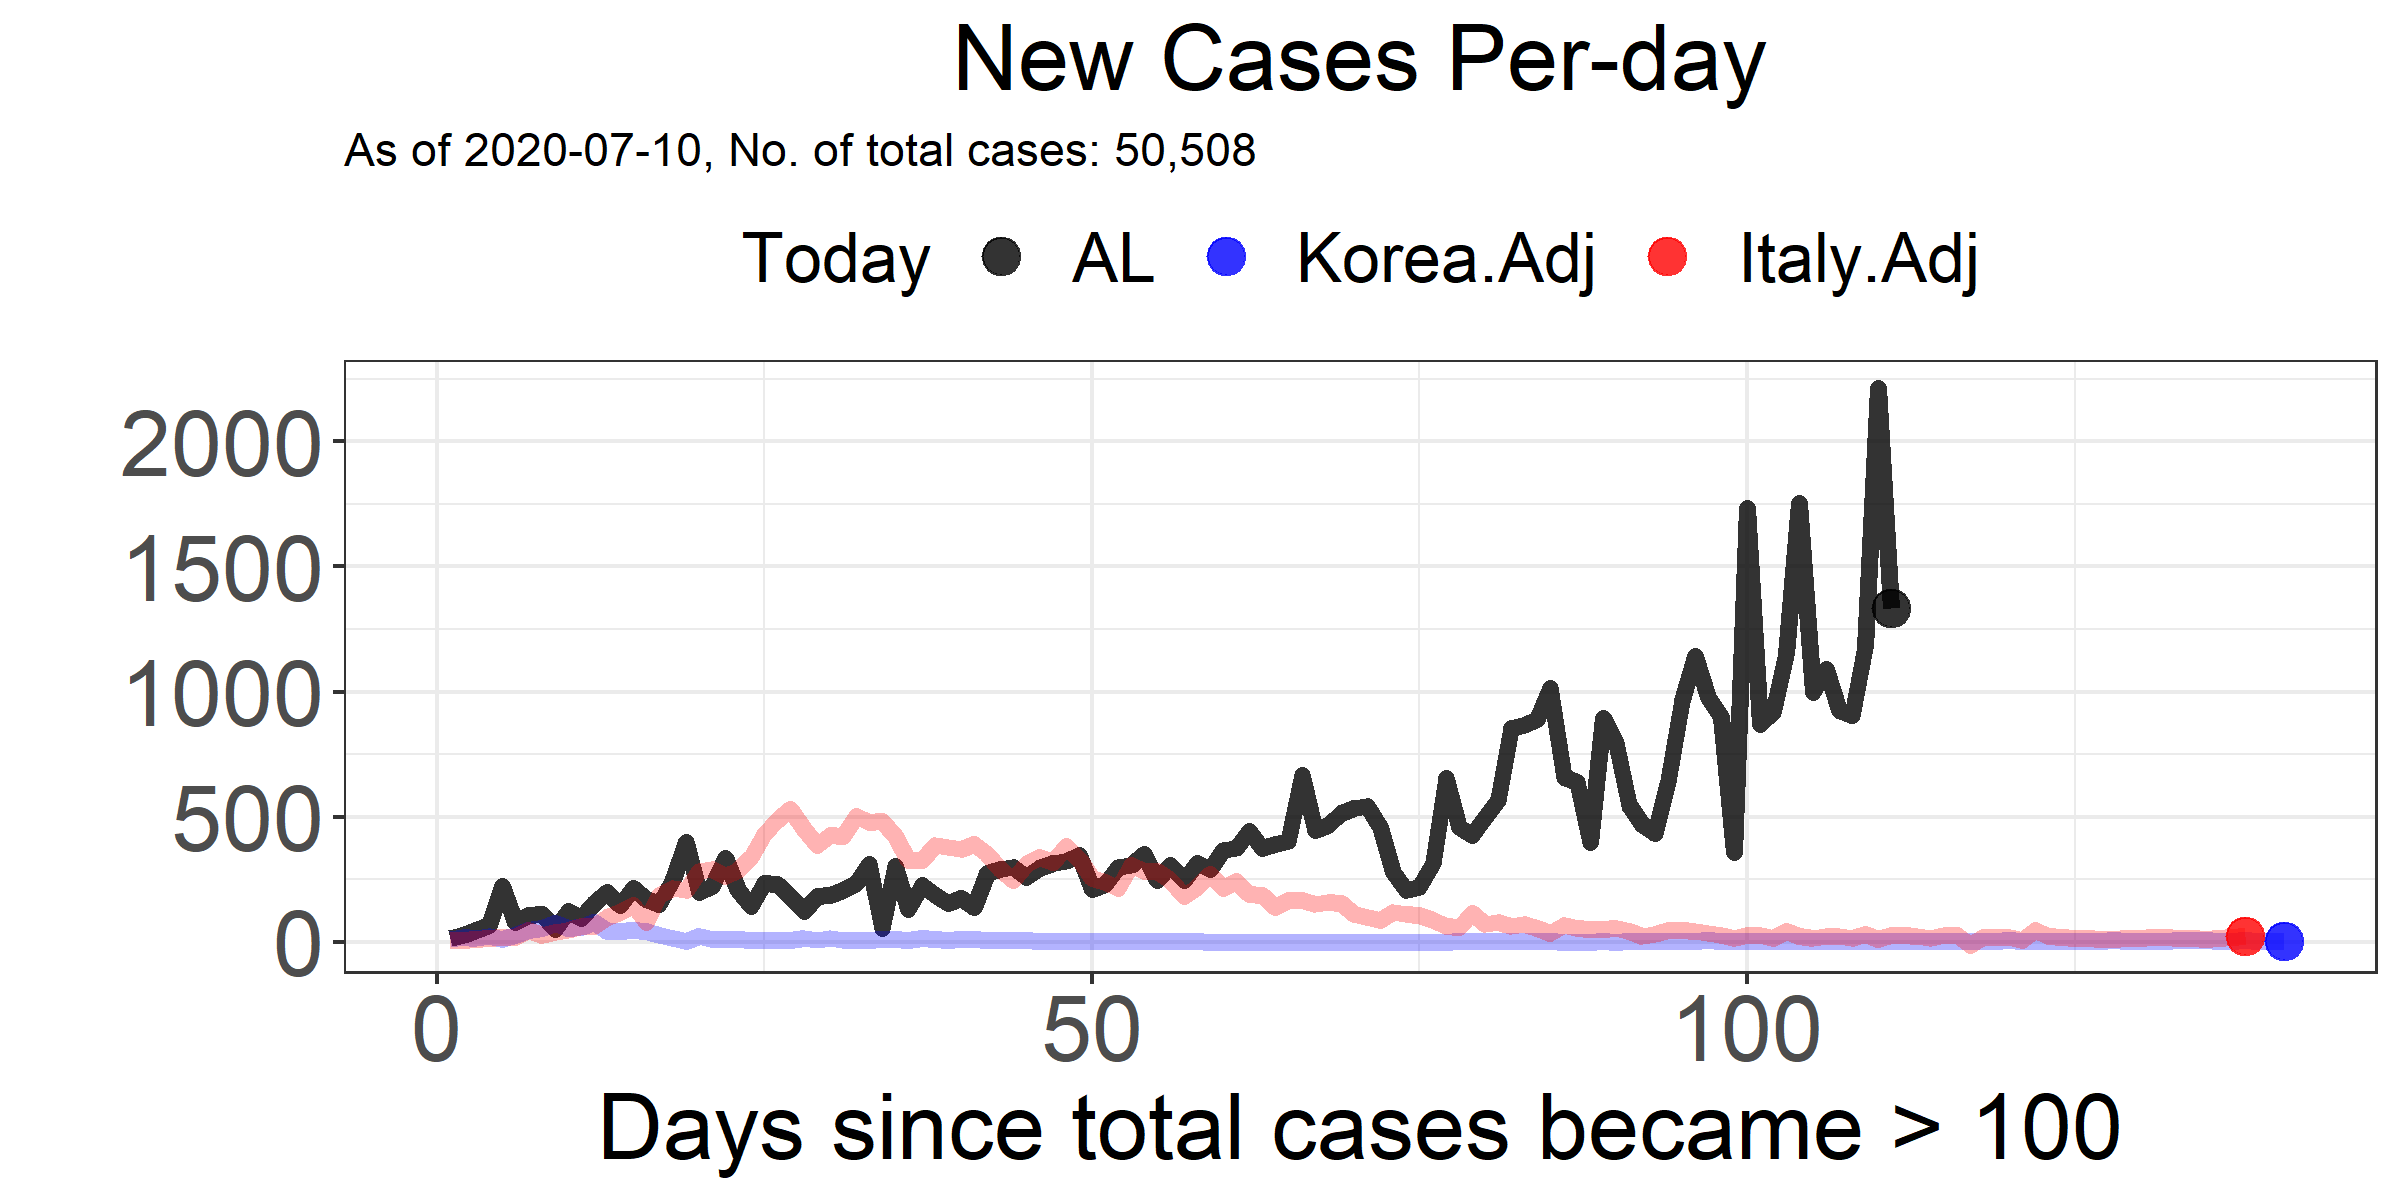 New Cases Per-day
As of 2020-07-10, No. of total cases: 50,508
Today AL Korea.Adj Italy.Adj
2000
1500
1000
500
0
0 50 100
Days since total cases became > 100